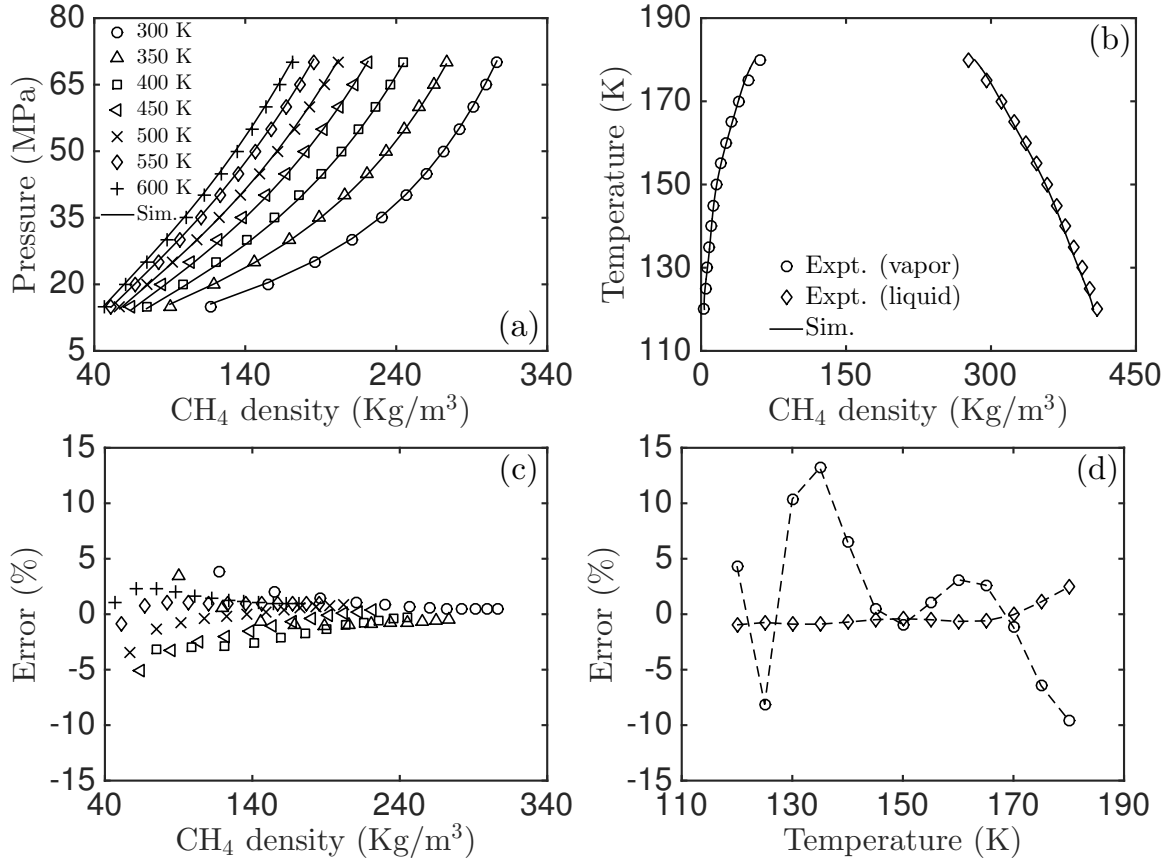 80
65
50
35
20
5
Pressure (MPa)
300 K
350 K
400 K
450 K
500 K
550 K
600 K
Sim.
(a)
40 140 240 340
CH₄ density (Kg/m³)
190
170
150
130
110
Temperature (K)
(b)
Expt. (vapor)
Expt. (liquid)
Sim.
0 150 300 450
CH₄ density (Kg/m³)
15
10
5
0
-5
-10
-15
Error (%)
(c)
40 140 240 340
CH₄ density (Kg/m³)
15
10
5
0
-5
-10
-15
Error (%)
(d)
110 130 150 170 190
Temperature (K)